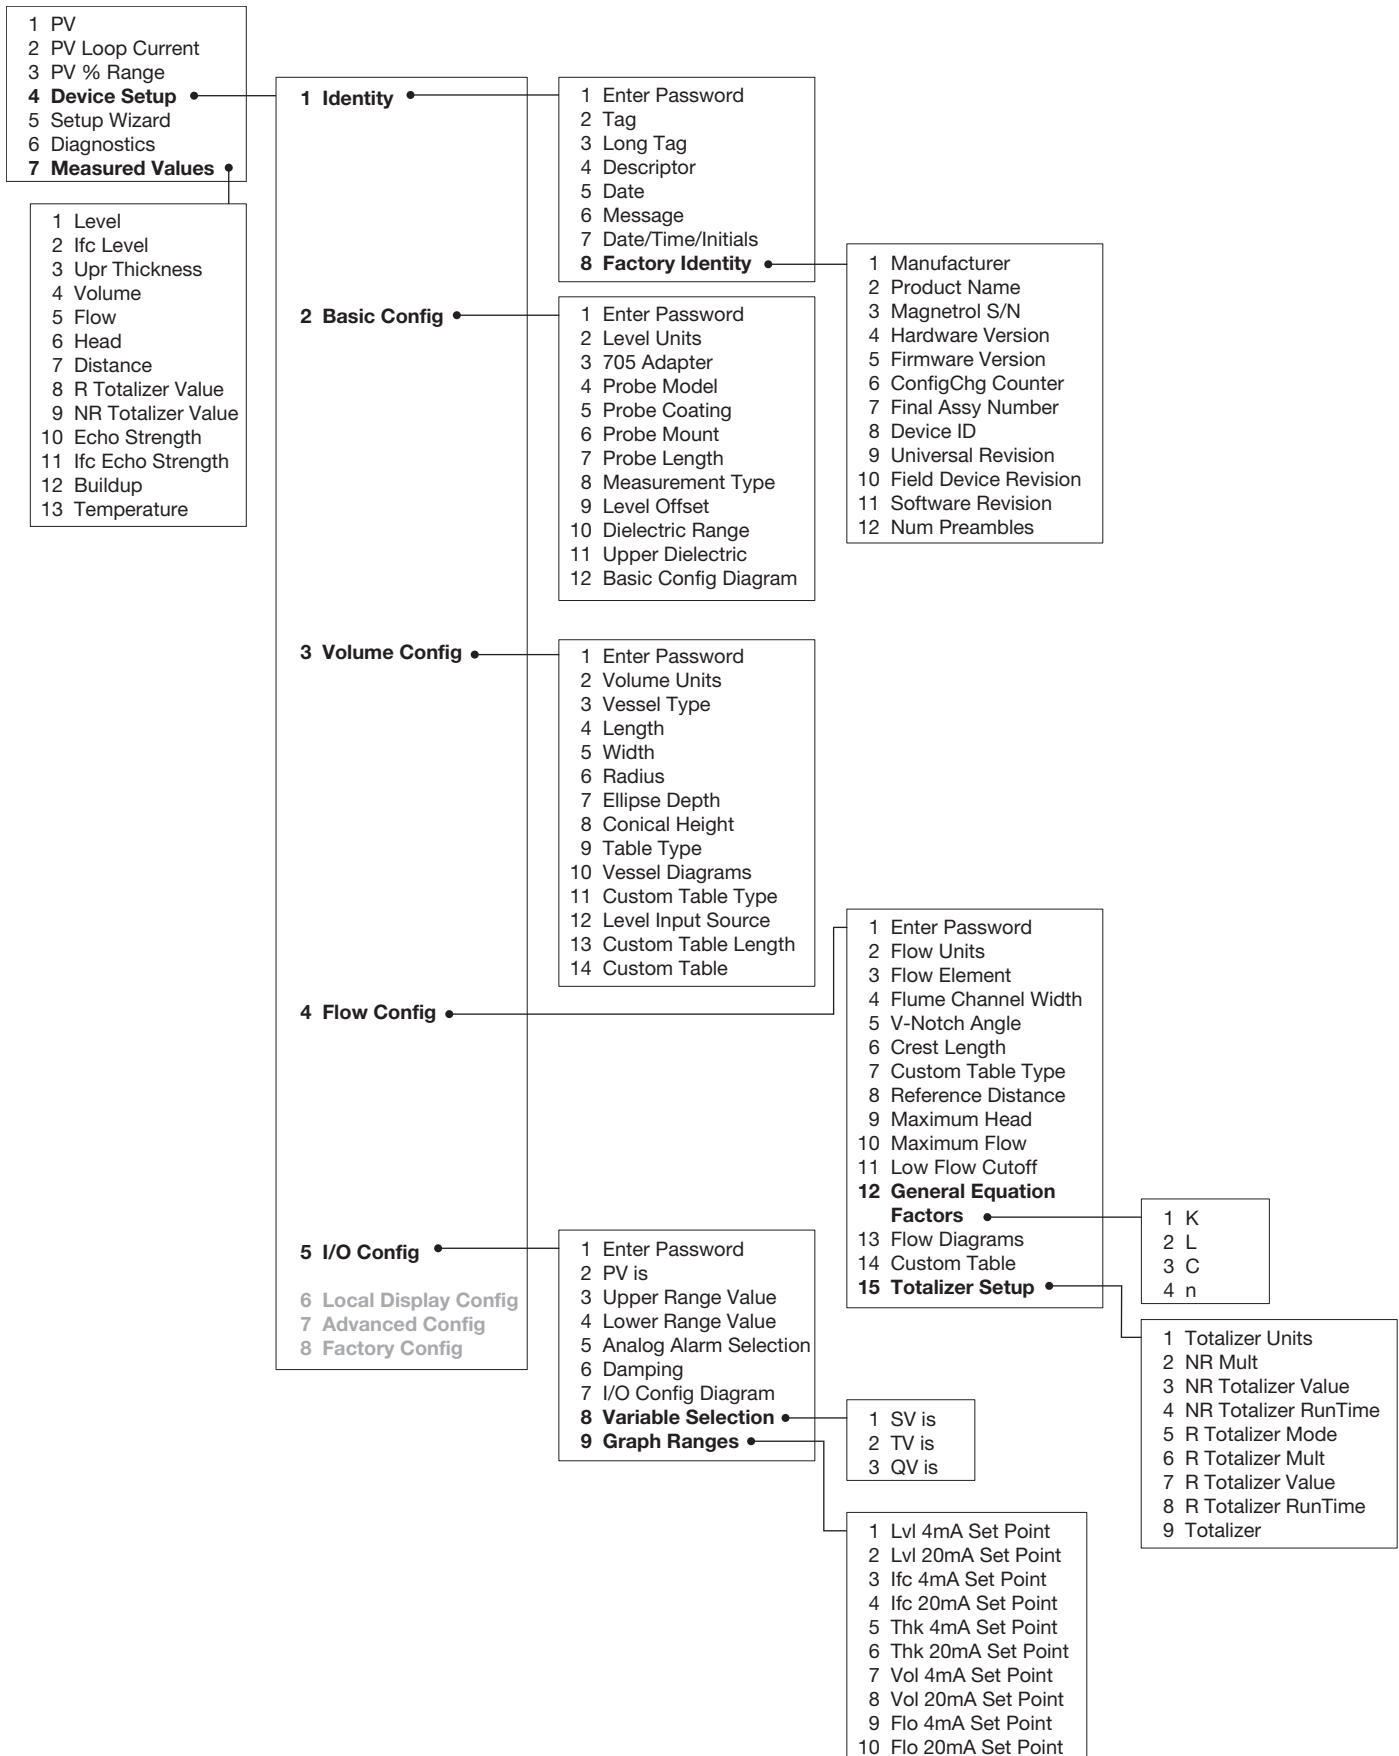 1 PV
2 PV Loop Current
3 PV % Range
4 Device Setup
5 Setup Wizard
6 Diagnostics
7 Measured Values
1 Level
2 Ifc Level
3 Upr Thickness
4 Volume
5 Flow
6 Head
7 Distance
8 R Totalizer Value
9 NR Totalizer Value
10 Echo Strength
11 Ifc Echo Strength
12 Buildup
13 Temperature
1 Identity
2 Basic Config
3 Volume Config
4 Flow Config
5 I/O Config
6 Local Display Config
7 Advanced Config
8 Factory Config
1 Enter Password
2 Tag
3 Long Tag
4 Descriptor
5 Date
6 Message
7 Date/Time/Initials
8 Factory Identity
1 Manufacturer
2 Product Name
3 Magnetrol S/N
4 Hardware Version
5 Firmware Version
6 ConfigChg Counter
7 Final Assy Number
8 Device ID
9 Universal Revision
10 Field Device Revision
11 Software Revision
12 Num Preambles
1 Enter Password
2 Level Units
3 705 Adapter
4 Probe Model
5 Probe Coating
6 Probe Mount
7 Probe Length
8 Measurement Type
9 Level Offset
10 Dielectric Range
11 Upper Dielectric
12 Basic Config Diagram
1 Enter Password
2 Volume Units
3 Vessel Type
4 Length
5 Width
6 Radius
7 Ellipse Depth
8 Conical Height
9 Table Type
10 Vessel Diagrams
11 Custom Table Type
12 Level Input Source
13 Custom Table Length
14 Custom Table
1 Enter Password
2 Flow Units
3 Flow Element
4 Flume Channel Width
5 V-Notch Angle
6 Crest Length
7 Custom Table Type
8 Reference Distance
9 Maximum Head
10 Maximum Flow
11 Low Flow Cutoff
12 General Equation
Factors
13 Flow Diagrams
14 Custom Table
15 Totalizer Setup
1 K
2 L
3 C
4 n
1 Totalizer Units
2 NR Mult
3 NR Totalizer Value
4 NR Totalizer RunTime
5 R Totalizer Mode
6 R Totalizer Mult
7 R Totalizer Value
8 R Totalizer RunTime
9 Totalizer
1 Enter Password
2 PV is
3 Upper Range Value
4 Lower Range Value
5 Analog Alarm Selection
6 Damping
7 I/O Config Diagram
8 Variable Selection
9 Graph Ranges
1 SV is
2 TV is
3 QV is
1 Lvl 4mA Set Point
2 Lvl 20mA Set Point
3 Ifc 4mA Set Point
4 Ifc 20mA Set Point
5 Thk 4mA Set Point
6 Thk 20mA Set Point
7 Vol 4mA Set Point
8 Vol 20mA Set Point
9 Flo 4mA Set Point
10 Flo 20mA Set Point